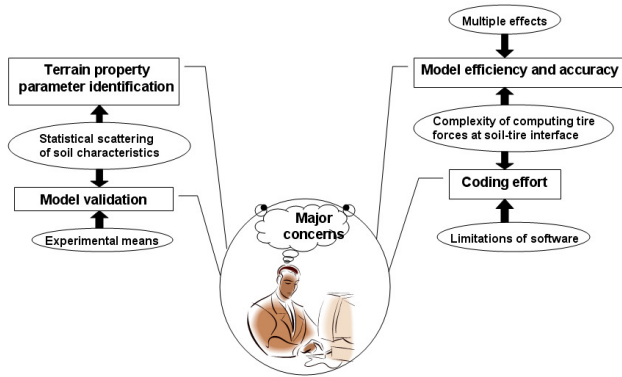 Multiple effects
Terrain property
parameter identification
Model efficiency and accuracy
Statistical scattering
of soil characteristics
Complexity of computing tire
forces at soil-tire interface
Model validation
Coding effort
Experimental means
Limitations of software
Major
concerns